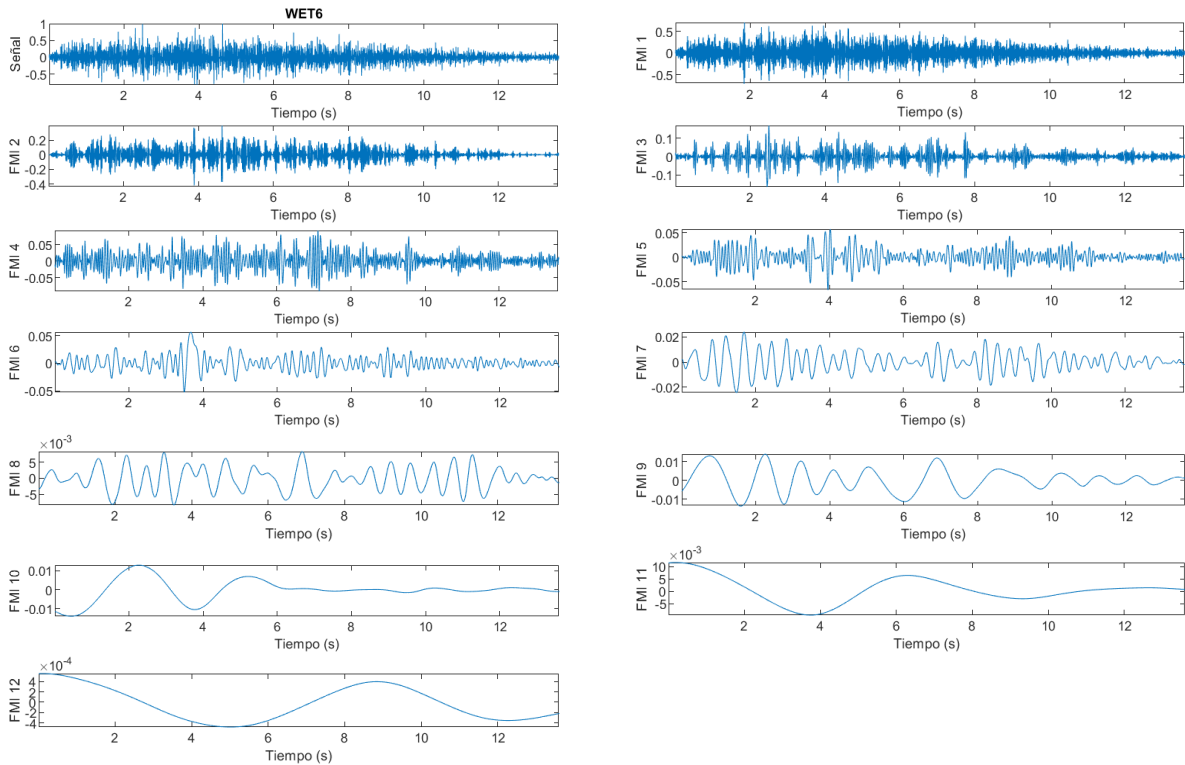 WET6
Señal
1
0.5
0
-0.5
2 4 6 8 10 12
Tiempo (s)
FMI 1
0.5
0
-0.5
2 4 6 8 10 12
Tiempo (s)
FMI 2
0.2
0
-0.2
-0.4
2 4 6 8 10 12
Tiempo (s)
FMI 3
0.1
0
-0.1
2 4 6 8 10 12
Tiempo (s)
FMI 4
0.05
0
-0.05
2 4 6 8 10 12
Tiempo (s)
FMI 5
0.05
0
-0.05
2 4 6 8 10 12
Tiempo (s)
FMI 6
0.05
0
-0.05
2 4 6 8 10 12
Tiempo (s)
FMI 7
0.02
0
-0.02
2 4 6 8 10 12
Tiempo (s)
FMI 8
×10⁻³
5
0
-5
2 4 6 8 10 12
Tiempo (s)
FMI 9
0.01
0
-0.01
2 4 6 8 10 12
Tiempo (s)
FMI 10
0.01
0
-0.01
2 4 6 8 10 12
Tiempo (s)
FMI 11
×10⁻³
10
5
0
-5
2 4 6 8 10 12
Tiempo (s)
FMI 12
×10⁻⁴
4
2
0
-2
-4
2 4 6 8 10 12
Tiempo (s)